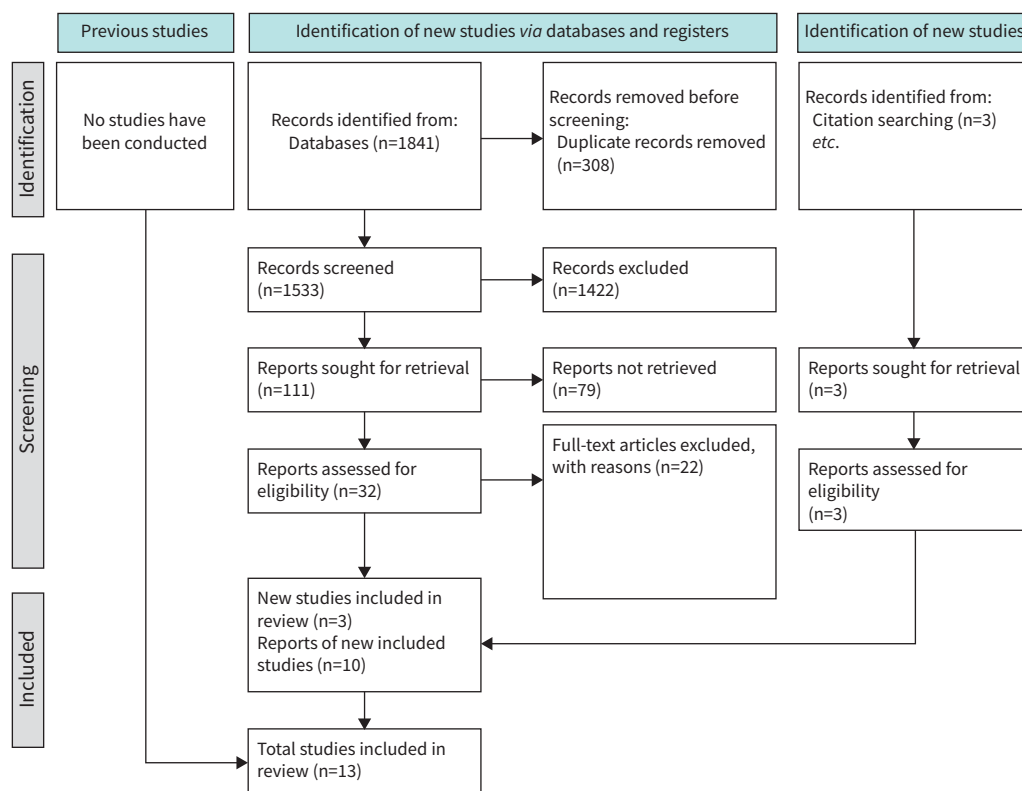 Previous studies
Identification of new studies via databases and registers
Identification of new studies
Identification
No studies have
been conducted
Records identified from:
Databases (n=1841)
Records removed before
screening:
Duplicate records removed
(n=308)
Records identified from:
Citation searching (n=3)
etc.
Screening
Records screened
(n=1533)
Records excluded
(n=1422)
Reports sought for retrieval
(n=111)
Reports not retrieved
(n=79)
Reports sought for retrieval
(n=3)
Reports assessed for
eligibility (n=32)
Full-text articles excluded,
with reasons (n=22)
Reports assessed for
eligibility
(n=3)
Included
New studies included in
review (n=3)
Reports of new included
studies (n=10)
Total studies included in
review (n=13)